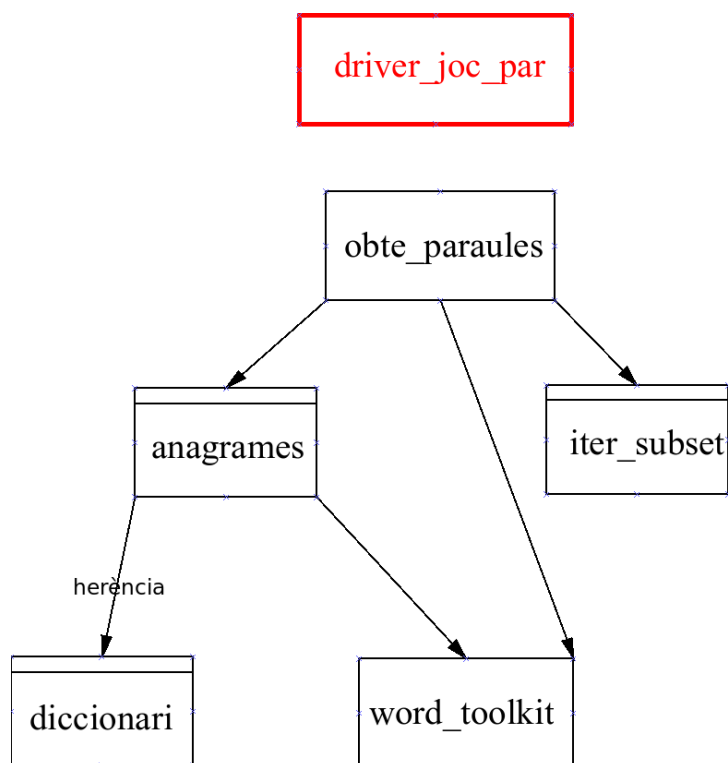 driver_joc_par
obte_paraules
anagrames
iter_subset
herència
diccionari
word_toolkit